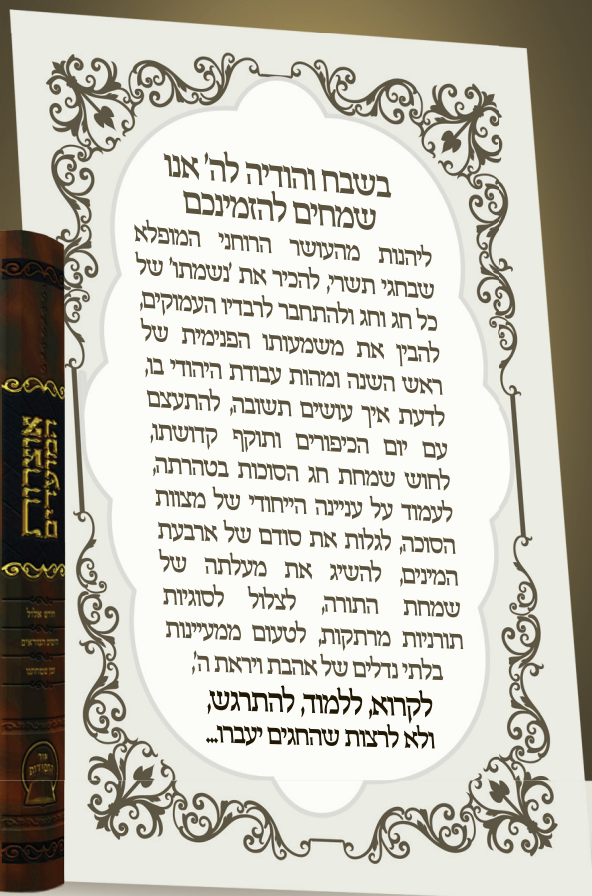 בשבח והודיה לה' אנו
שמחים להזמינכם
ליהנות מהעושר הרוחני המופלא
שבחגי תשרי, להכיר את 'נשמתו' של
כל חג וחג ולהתחבר לרבדיו העמוקים,
להבין את משמעותו הפנימית של
ראש השנה ומהות עבודת היהודי בו,
לדעת איך עושים תשובה, להתעצם
עם יום הכיפורים ותוקף קדושתו,
לחוש שמחת חג הסוכות בטהרתה,
לעמוד על עניינה הייחודי של מצוות
הסוכה, לגלות את סודם של ארבעת
המינים, להשיג את מעלתה של
שמחת התורה, לצלול לסוגיות
תורניות מרתקות, לטעום ממעיינות
בלתי נדלים של אהבת ויראת ה',
לקרוא, ללמוד, להתרגש,
ולא לרצות שהחגים יעברו...
אוצרות
המועדים
חודש אלול